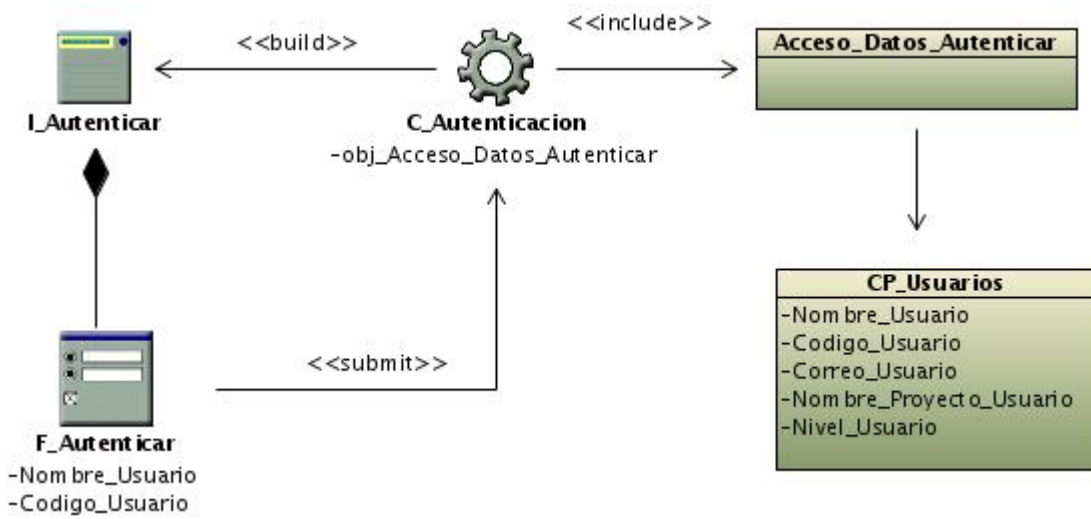 <<build>>
<<include>>
Acceso_Datos_Autenticar
I_Autenticar
C_Autenticacion
-obj_Acceso_Datos_Autenticar
CP_Usuarios
-Nombre_Usuario
-Codigo_Usuario
-Correo_Usuario
-Nombre_Proyecto_Usuario
-Nivel_Usuario
<<submit>>
F_Autenticar
-Nombre_Usuario
-Codigo_Usuario